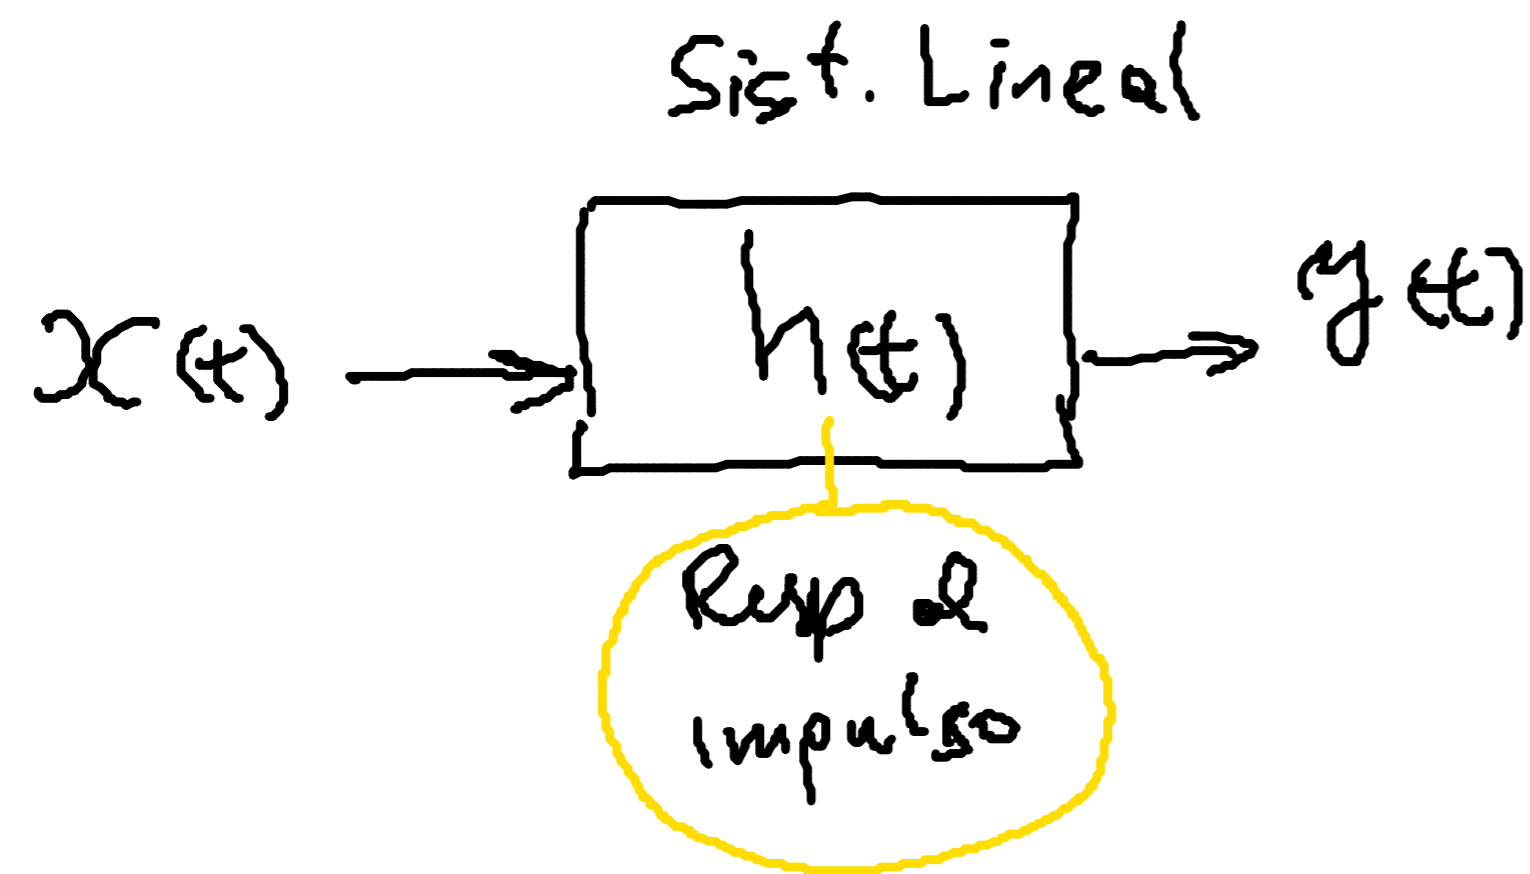 Sist. Lineal
x(t)
h(t)
y(t)
Resp al
impulso